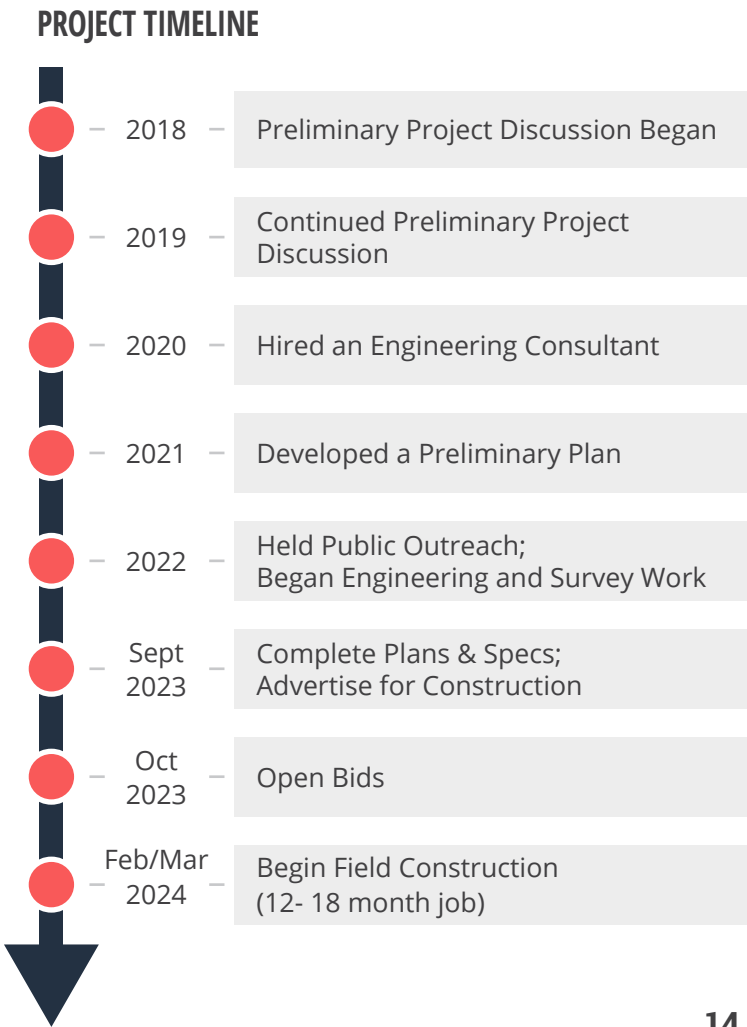 PROJECT TIMELINE
2018
Preliminary Project Discussion Began
2019
Continued Preliminary Project
Discussion
2020
Hired an Engineering Consultant
2021
Developed a Preliminary Plan
2022
Held Public Outreach;
Began Engineering and Survey Work
Sept
2023
Complete Plans & Specs;
Advertise for Construction
Oct
2023
Open Bids
Feb/Mar
2024
Begin Field Construction
(12- 18 month job)
14